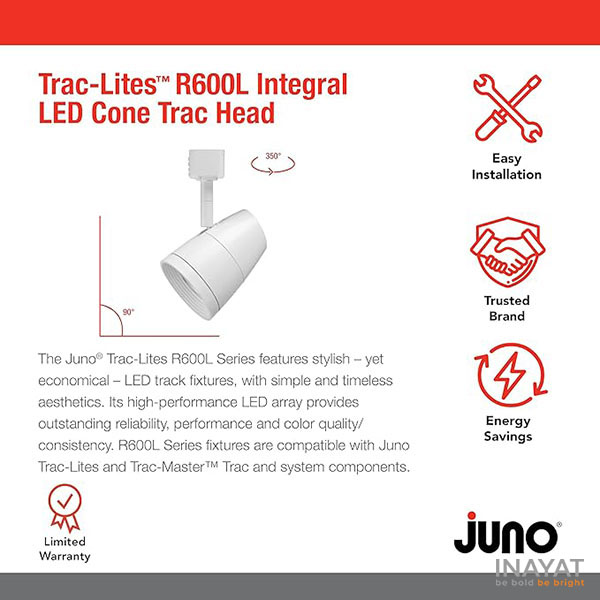 Trac-Lites™ R600L Integral
LED Cone Trac Head
350°
90°
Easy
Installation
Trusted
Brand
Energy
Savings
The Juno® Trac-Lites R600L Series features stylish – yet
economical – LED track fixtures, with simple and timeless
aesthetics. Its high-performance LED array provides
outstanding reliability, performance and color quality/
consistency. R600L Series fixtures are compatible with Juno
Trac-Lites and Trac-Master™ Trac and system components.
Limited
Warranty
juno®
INAYAT
be bold be bright